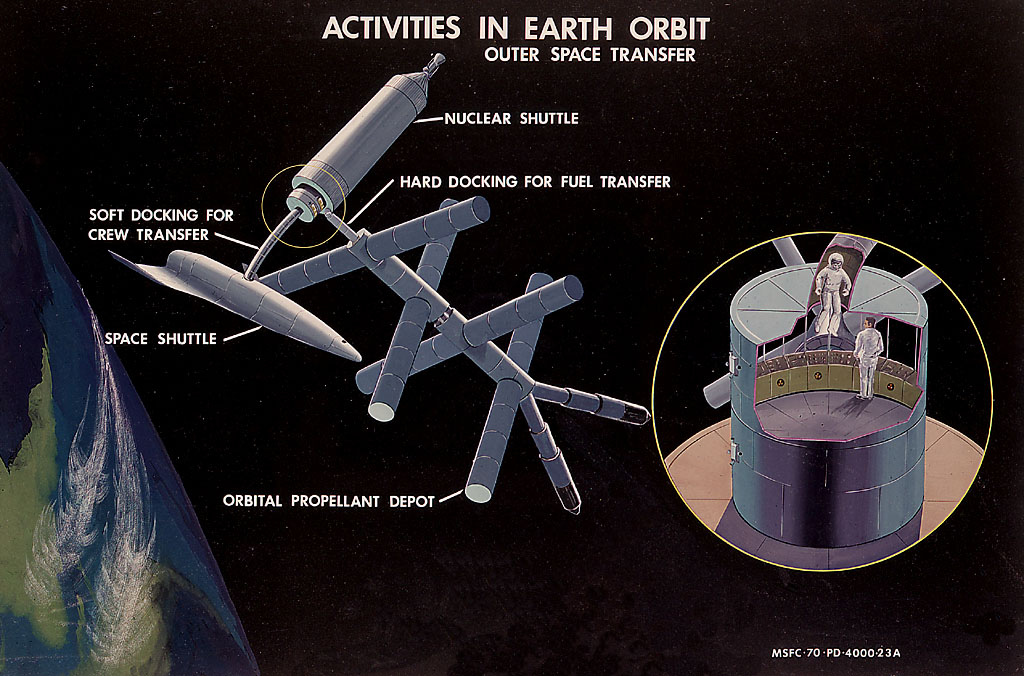 ACTIVITIES IN EARTH ORBIT
OUTER SPACE TRANSFER
NUCLEAR SHUTTLE
HARD DOCKING FOR FUEL TRANSFER
SOFT DOCKING FOR
CREW TRANSFER
SPACE SHUTTLE
ORBITAL PROPELLANT DEPOT
MSFC·70·PD·4000·23A